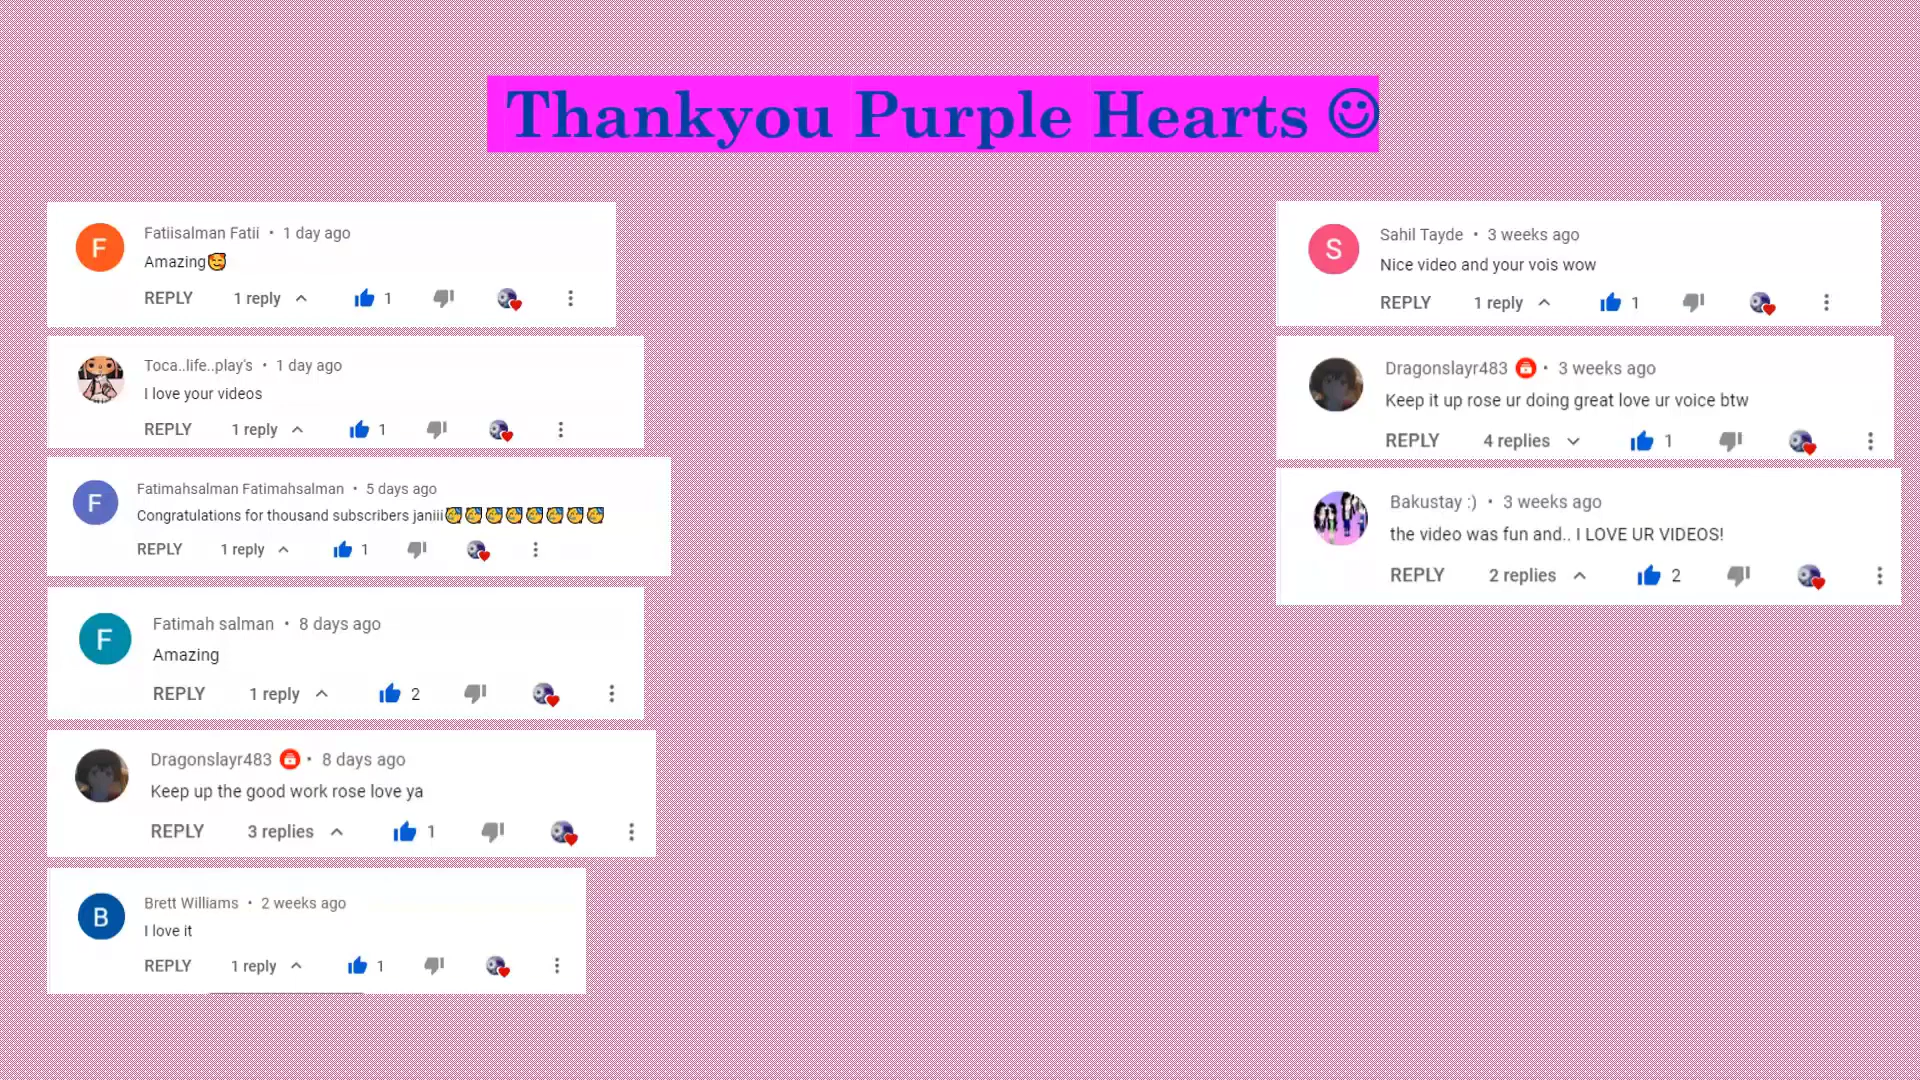 Thankyou Purple Hearts ☺
F
Fatiisalman Fatii • 1 day ago
Amazing🥰
REPLY 1 reply 1
Toca..life..play's • 1 day ago
I love your videos
REPLY 1 reply 1
F
Fatimahsalman Fatimahsalman • 5 days ago
Congratulations for thousand subscribers janiii🥳🥳🥳🥳🥳🥳🥳🥳
REPLY 1 reply 1
F
Fatimah salman • 8 days ago
Amazing
REPLY 1 reply 2
Dragonslayr483 • 8 days ago
Keep up the good work rose love ya
REPLY 3 replies 1
B
Brett Williams • 2 weeks ago
I love it
REPLY 1 reply 1
S
Sahil Tayde • 3 weeks ago
Nice video and your vois wow
REPLY 1 reply 1
Dragonslayr483 • 3 weeks ago
Keep it up rose ur doing great love ur voice btw
REPLY 4 replies 1
Bakustay :) • 3 weeks ago
the video was fun and.. I LOVE UR VIDEOS!
REPLY 2 replies 2